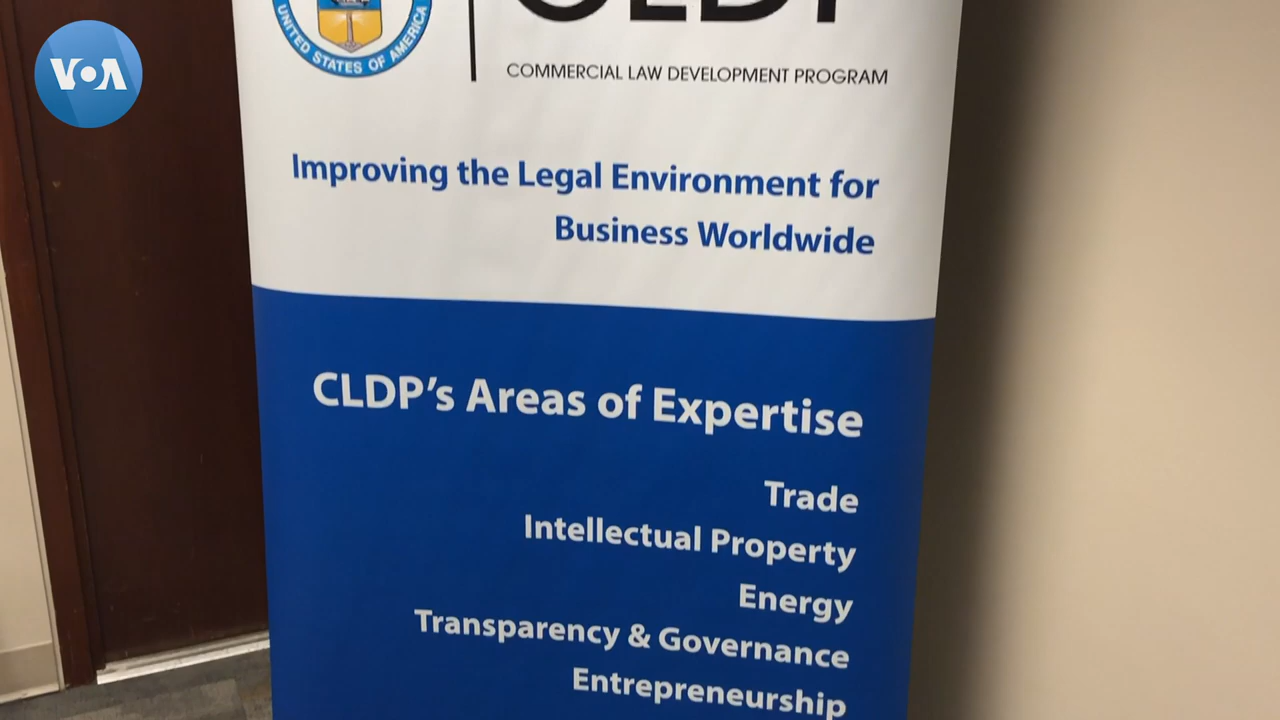 VOA
UNITED STATES OF AMERICA
CLDP
COMMERCIAL LAW DEVELOPMENT PROGRAM
Improving the Legal Environment for
Business Worldwide
CLDP's Areas of Expertise
Trade
Intellectual Property
Energy
Transparency & Governance
Entrepreneurship